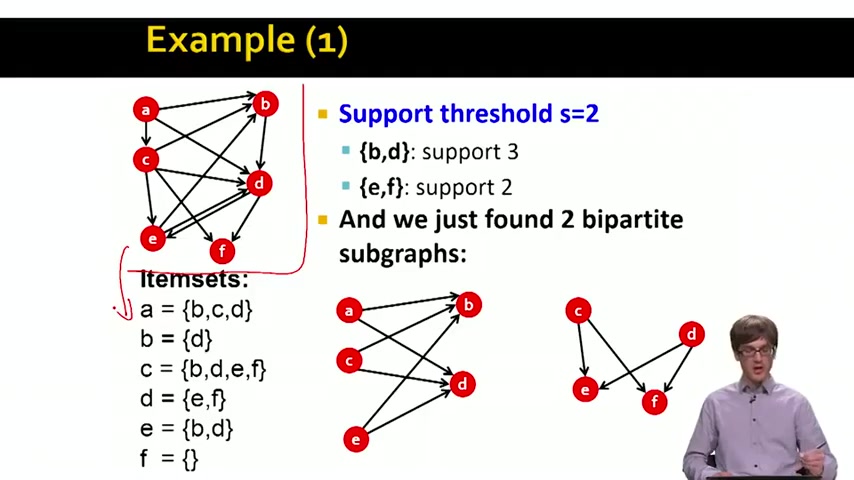 Example (1)
a
b
c
d
e
f
Support threshold s=2
{b,d}: support 3
{e,f}: support 2
And we just found 2 bipartite
subgraphs:
Itemsets:
a = {b,c,d}
b = {d}
c = {b,d,e,f}
d = {e,f}
e = {b,d}
f = {}
a
b
c
d
e
c
d
e
f